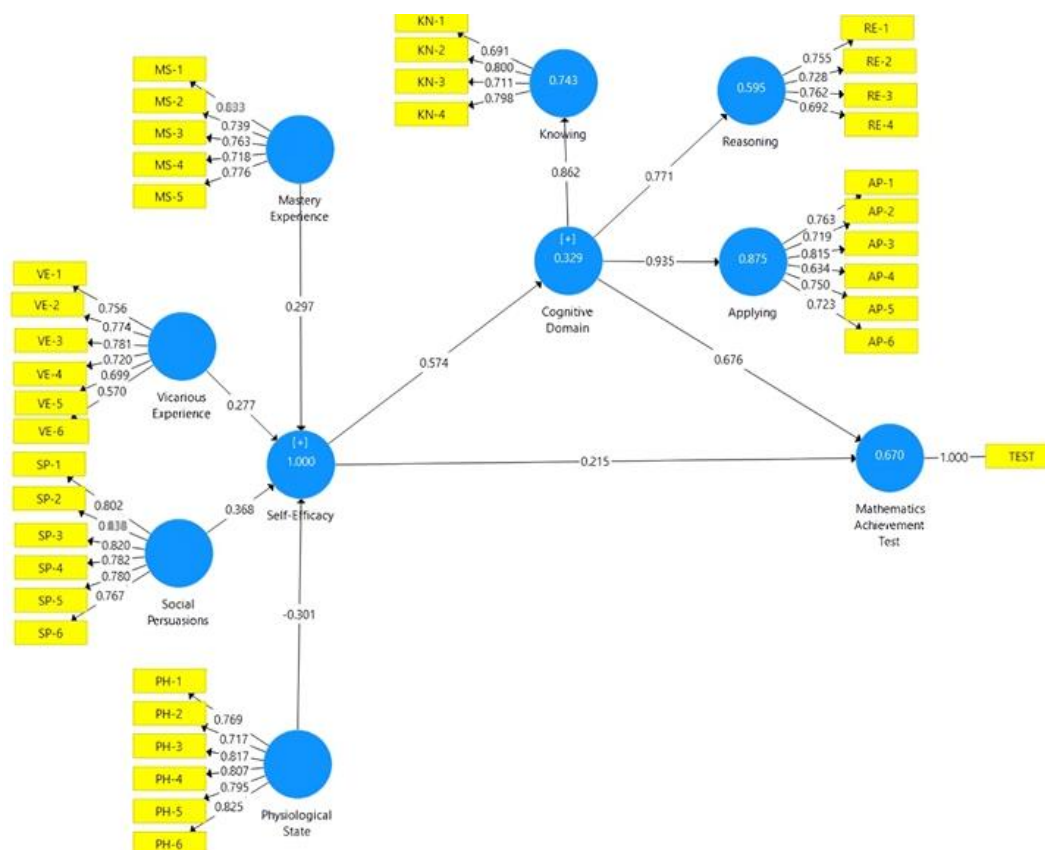 KN-1
KN-2
KN-3
KN-4
0.691
0.800
0.711
0.798
0.743
Knowing
RE-1
RE-2
RE-3
RE-4
0.755
0.728
0.762
0.692
0.595
Reasoning
MS-1
MS-2
MS-3
MS-4
MS-5
0.833
0.739
0.763
0.718
0.776
Mastery
Experience
0.862
0.771
AP-1
AP-2
AP-3
AP-4
AP-5
AP-6
0.763
0.719
0.815
0.634
0.750
0.723
0.875
Applying
0.935
[+]
0.329
Cognitive
Domain
0.297
VE-1
VE-2
VE-3
VE-4
VE-5
VE-6
0.756
0.774
0.781
0.720
0.699
0.570
Vicarious
Experience
0.277
0.574
0.676
[+]
1.000
Self-Efficacy
0.215
0.670
Mathematics
Achievement
Test
1.000
TEST
SP-1
SP-2
SP-3
SP-4
SP-5
SP-6
0.802
0.838
0.820
0.782
0.780
0.767
Social
Persuasions
0.368
-0.301
PH-1
PH-2
PH-3
PH-4
PH-5
PH-6
0.769
0.717
0.817
0.807
0.795
0.825
Physiological
State